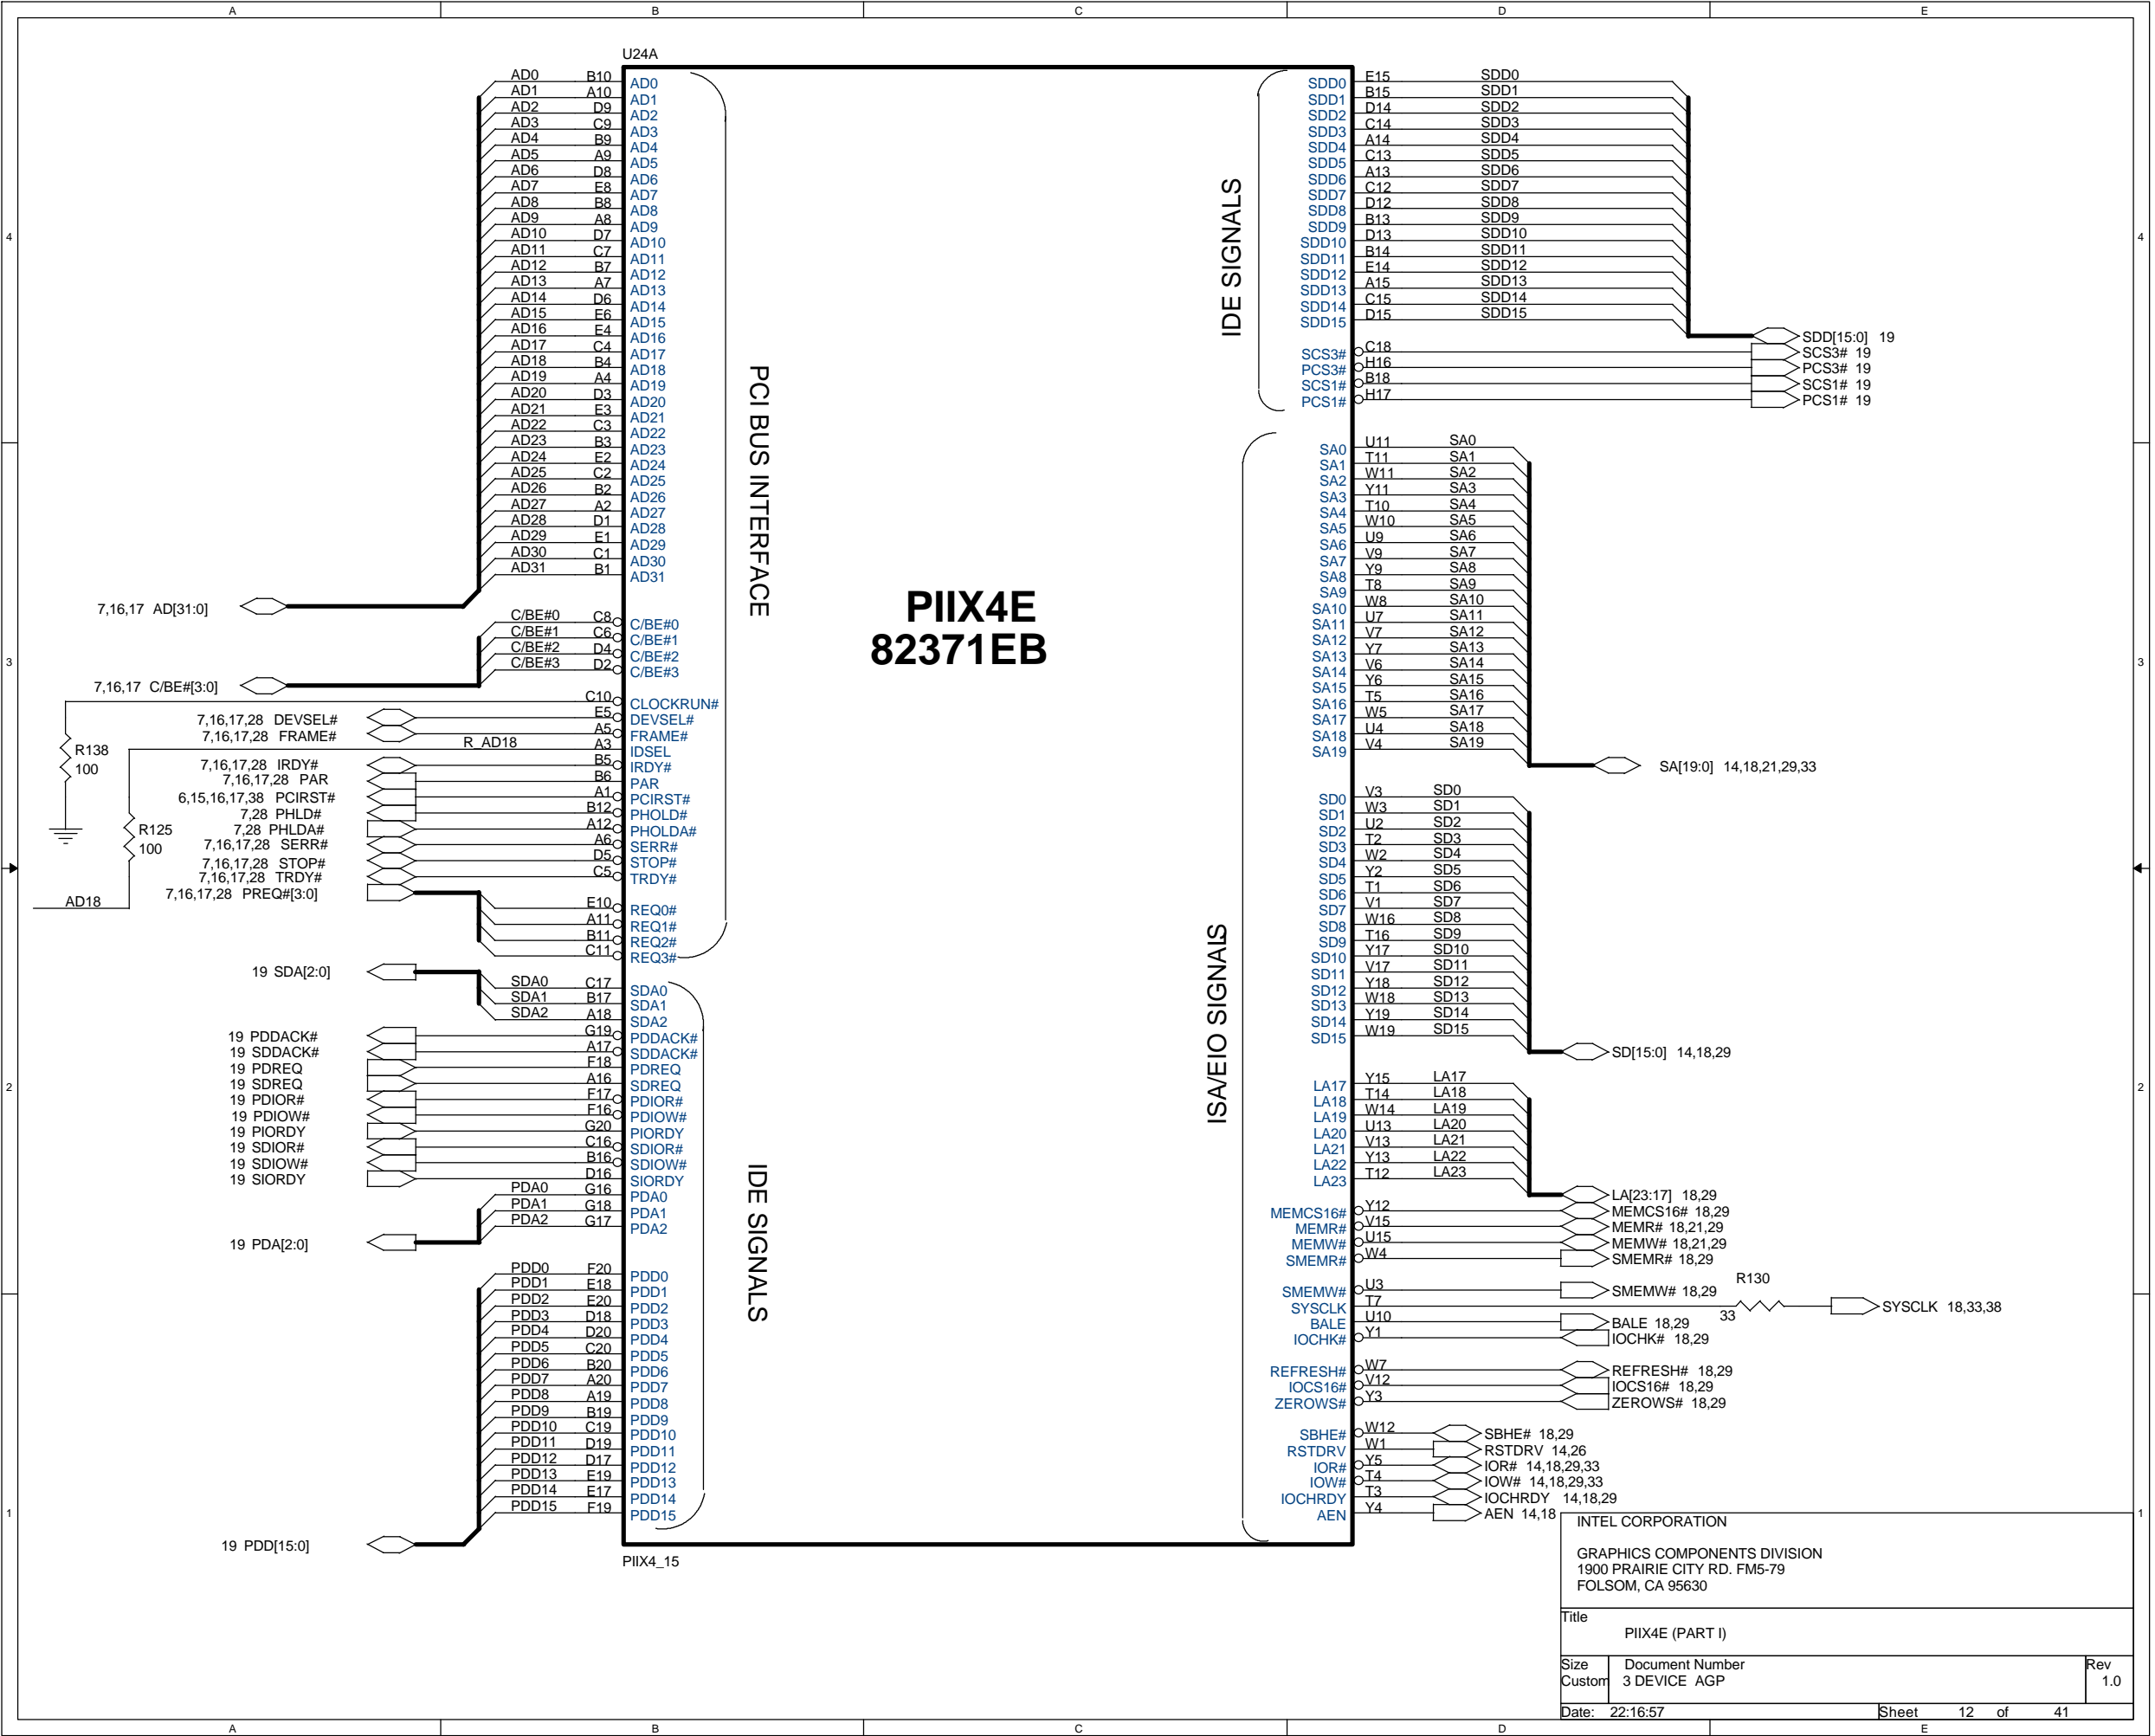 A B C D E
U24A
AD0 B10 AD0
AD1 A10 AD1
AD2 D9 AD2
AD3 C9 AD3
AD4 B9 AD4
AD5 A9 AD5
AD6 D8 AD6
AD7 E8 AD7
AD8 B8 AD8
AD9 A8 AD9
AD10 D7 AD10
AD11 C7 AD11
AD12 B7 AD12
AD13 A7 AD13
AD14 D6 AD14
AD15 E6 AD15
AD16 E4 AD16
AD17 C4 AD17
AD18 B4 AD18
AD19 A4 AD19
AD20 D3 AD20
AD21 E3 AD21
AD22 C3 AD22
AD23 B3 AD23
AD24 E2 AD24
AD25 C2 AD25
AD26 B2 AD26
AD27 A2 AD27
AD28 D1 AD28
AD29 E1 AD29
AD30 C1 AD30
AD31 B1 AD31
7,16,17 AD[31:0]
C/BE#0 C8 C/BE#0
C/BE#1 C6 C/BE#1
C/BE#2 D4 C/BE#2
C/BE#3 D2 C/BE#3
7,16,17 C/BE#[3:0]
C10 CLOCKRUN#
7,16,17,28 DEVSEL# E5 DEVSEL#
7,16,17,28 FRAME# A5 FRAME#
R_AD18 A3 IDSEL
R138
100
7,16,17,28 IRDY# B5 IRDY#
7,16,17,28 PAR B6 PAR
6,15,16,17,38 PCIRST# A1 PCIRST#
7,28 PHLD# B12 PHOLD#
7,28 PHLDA# A12 PHOLDA#
7,16,17,28 SERR# A6 SERR#
7,16,17,28 STOP# D5 STOP#
7,16,17,28 TRDY# C5 TRDY#
R125
100
7,16,17,28 PREQ#[3:0]
AD18
E10 REQ0#
A11 REQ1#
B11 REQ2#
C11 REQ3#
PCI BUS INTERFACE
19 SDA[2:0]
SDA0 C17 SDA0
SDA1 B17 SDA1
SDA2 A18 SDA2
19 PDDACK# G19 PDDACK#
19 SDDACK# A17 SDDACK#
19 PDREQ F18 PDREQ
19 SDREQ A16 SDREQ
19 PDIOR# F17 PDIOR#
19 PDIOW# F16 PDIOW#
19 PIORDY G20 PIORDY
19 SDIOR# C16 SDIOR#
19 SDIOW# B16 SDIOW#
19 SIORDY D16 SIORDY
PDA0 G16 PDA0
PDA1 G18 PDA1
PDA2 G17 PDA2
19 PDA[2:0]
PDD0 F20 PDD0
PDD1 E18 PDD1
PDD2 E20 PDD2
PDD3 D18 PDD3
PDD4 D20 PDD4
PDD5 C20 PDD5
PDD6 B20 PDD6
PDD7 A20 PDD7
PDD8 A19 PDD8
PDD9 B19 PDD9
PDD10 C19 PDD10
PDD11 D19 PDD11
PDD12 D17 PDD12
PDD13 E19 PDD13
PDD14 E17 PDD14
PDD15 F19 PDD15
19 PDD[15:0]
IDE SIGNALS
PIIX4_15
PIIX4E
82371EB
IDE SIGNALS
SDD0 E15 SDD0
SDD1 B15 SDD1
SDD2 D14 SDD2
SDD3 C14 SDD3
SDD4 A14 SDD4
SDD5 C13 SDD5
SDD6 A13 SDD6
SDD7 C12 SDD7
SDD8 D12 SDD8
SDD9 B13 SDD9
SDD10 D13 SDD10
SDD11 B14 SDD11
SDD12 E14 SDD12
SDD13 A15 SDD13
SDD14 C15 SDD14
SDD15 D15 SDD15
SDD[15:0] 19
SCS3# C18 SCS3# 19
PCS3# H16 PCS3# 19
SCS1# B18 SCS1# 19
PCS1# H17 PCS1# 19
SA0 U11 SA0
SA1 T11 SA1
SA2 W11 SA2
SA3 Y11 SA3
SA4 T10 SA4
SA5 W10 SA5
SA6 U9 SA6
SA7 V9 SA7
SA8 Y9 SA8
SA9 T8 SA9
SA10 W8 SA10
SA11 U7 SA11
SA12 V7 SA12
SA13 Y7 SA13
SA14 V6 SA14
SA15 Y6 SA15
SA16 T5 SA16
SA17 W5 SA17
SA18 U4 SA18
SA19 V4 SA19
SA[19:0] 14,18,21,29,33
SD0 V3 SD0
SD1 W3 SD1
SD2 U2 SD2
SD3 T2 SD3
SD4 W2 SD4
SD5 Y2 SD5
SD6 T1 SD6
SD7 V1 SD7
SD8 W16 SD8
SD9 T16 SD9
SD10 Y17 SD10
SD11 V17 SD11
SD12 Y18 SD12
SD13 W18 SD13
SD14 Y19 SD14
SD15 W19 SD15
SD[15:0] 14,18,29
ISA/EIO SIGNALS
LA17 Y15 LA17
LA18 T14 LA18
LA19 W14 LA19
LA20 U13 LA20
LA21 V13 LA21
LA22 Y13 LA22
LA23 T12 LA23
LA[23:17] 18,29
MEMCS16# Y12 MEMCS16# 18,29
MEMR# V15 MEMR# 18,21,29
MEMW# U15 MEMW# 18,21,29
SMEMR# W4 SMEMR# 18,29
SMEMW# U3 SMEMW# 18,29
SYSCLK T7 R130 33 SYSCLK 18,33,38
BALE U10 BALE 18,29
IOCHK# Y1 IOCHK# 18,29
REFRESH# W7 REFRESH# 18,29
IOCS16# V12 IOCS16# 18,29
ZEROWS# Y3 ZEROWS# 18,29
SBHE# W12 SBHE# 18,29
RSTDRV W1 RSTDRV 14,26
IOR# Y5 IOR# 14,18,29,33
IOW# T4 IOW# 14,18,29,33
IOCHRDY T3 IOCHRDY 14,18,29
AEN Y4 AEN 14,18
4 4
3 3
2 2
1 1
INTEL CORPORATION
GRAPHICS COMPONENTS DIVISION
1900 PRAIRIE CITY RD. FM5-79
FOLSOM, CA 95630
Title
PIIX4E (PART I)
Size Document Number Rev
Custom 3 DEVICE AGP 1.0
Date: 22:16:57 Sheet 12 of 41
A B C D E